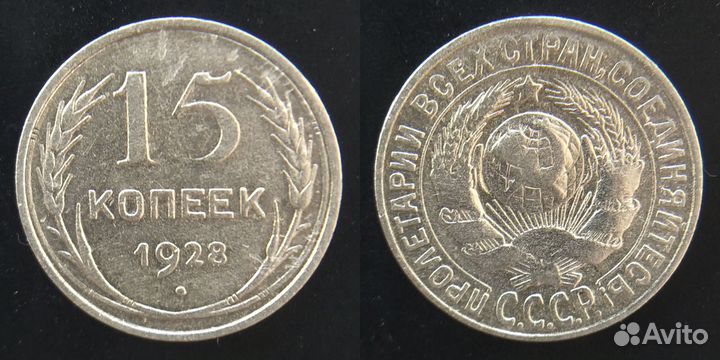 15
КОПЕЕК
1928
ПРОЛЕТАРИИ ВСЕХ СТРАН, СОЕДИНЯЙТЕСЬ!
С.С.С.Р.
Avito